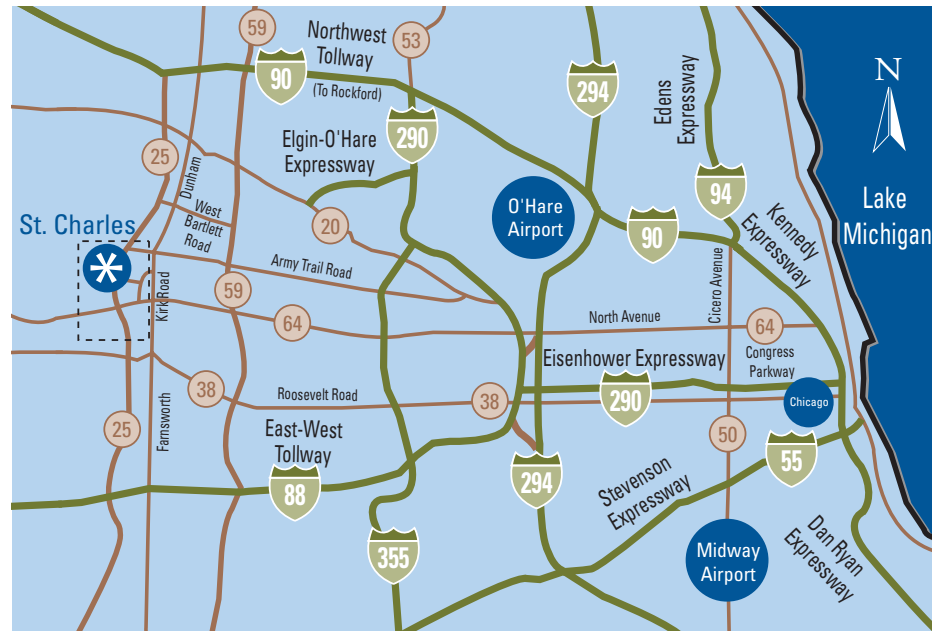 59
Northwest
Tollway
53
90
(To Rockford)
294
Edens
Expressway
N
290
Elgin-O'Hare
Expressway
25
Dunham
94
Lake
Michigan
West
Bartlett
Road
20
O'Hare
Airport
90
Kennedy
Expressway
St. Charles
*
Army Trail Road
Kirk Road
59
Cicero Avenue
64
North Avenue
64
Eisenhower Expressway
Congress
Parkway
38
Roosevelt Road
38
290
Chicago
25
Farnsworth
East-West
Tollway
50
55
88
294
Stevenson
Expressway
355
Midway
Airport
Dan Ryan
Expressway